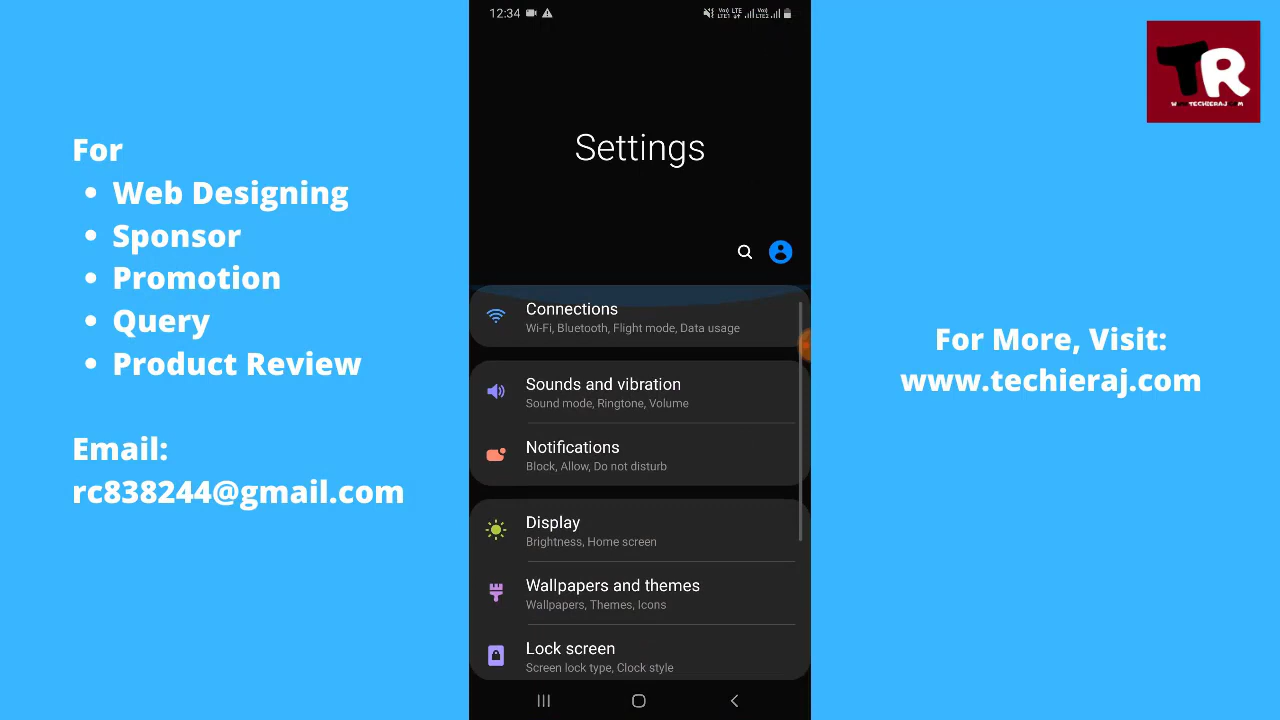 For
• Web Designing
• Sponsor
• Promotion
• Query
• Product Review
Email:
rc838244@gmail.com
12:34
Settings
Connections
Wi-Fi, Bluetooth, Flight mode, Data usage
Sounds and vibration
Sound mode, Ringtone, Volume
Notifications
Block, Allow, Do not disturb
Display
Brightness, Home screen
Wallpapers and themes
Wallpapers, Themes, Icons
Lock screen
Screen lock type, Clock style
TR
For More, Visit:
www.techieraj.com